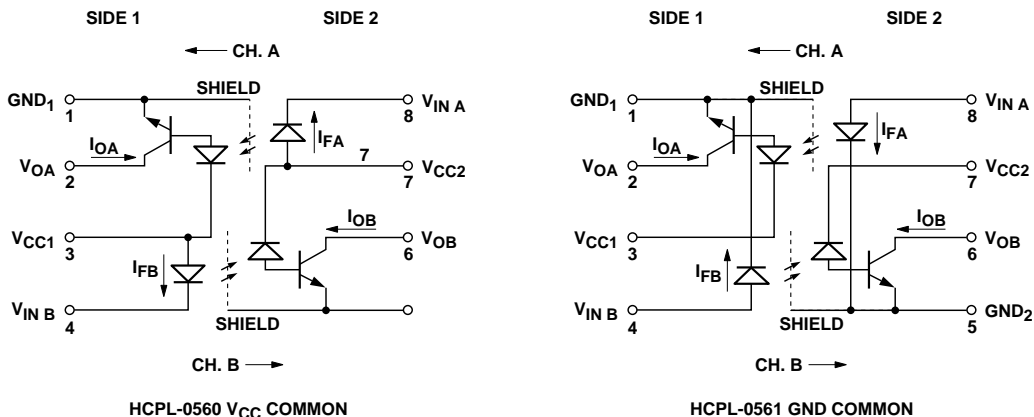 SIDE 1
SIDE 2
CH. A
SHIELD
GND1
1
VIN A
8
IFA
IOA
VOA
2
7
VCC2
7
IOB
VCC1
3
VOB
6
IFB
VIN B
4
SHIELD
CH. B
HCPL-0560 VCC COMMON
SIDE 1
SIDE 2
CH. A
SHIELD
GND1
1
VIN A
8
IFA
IOA
VOA
2
VCC2
7
IOB
VCC1
3
VOB
6
IFB
VIN B
4
SHIELD
GND2
5
CH. B
HCPL-0561 GND COMMON